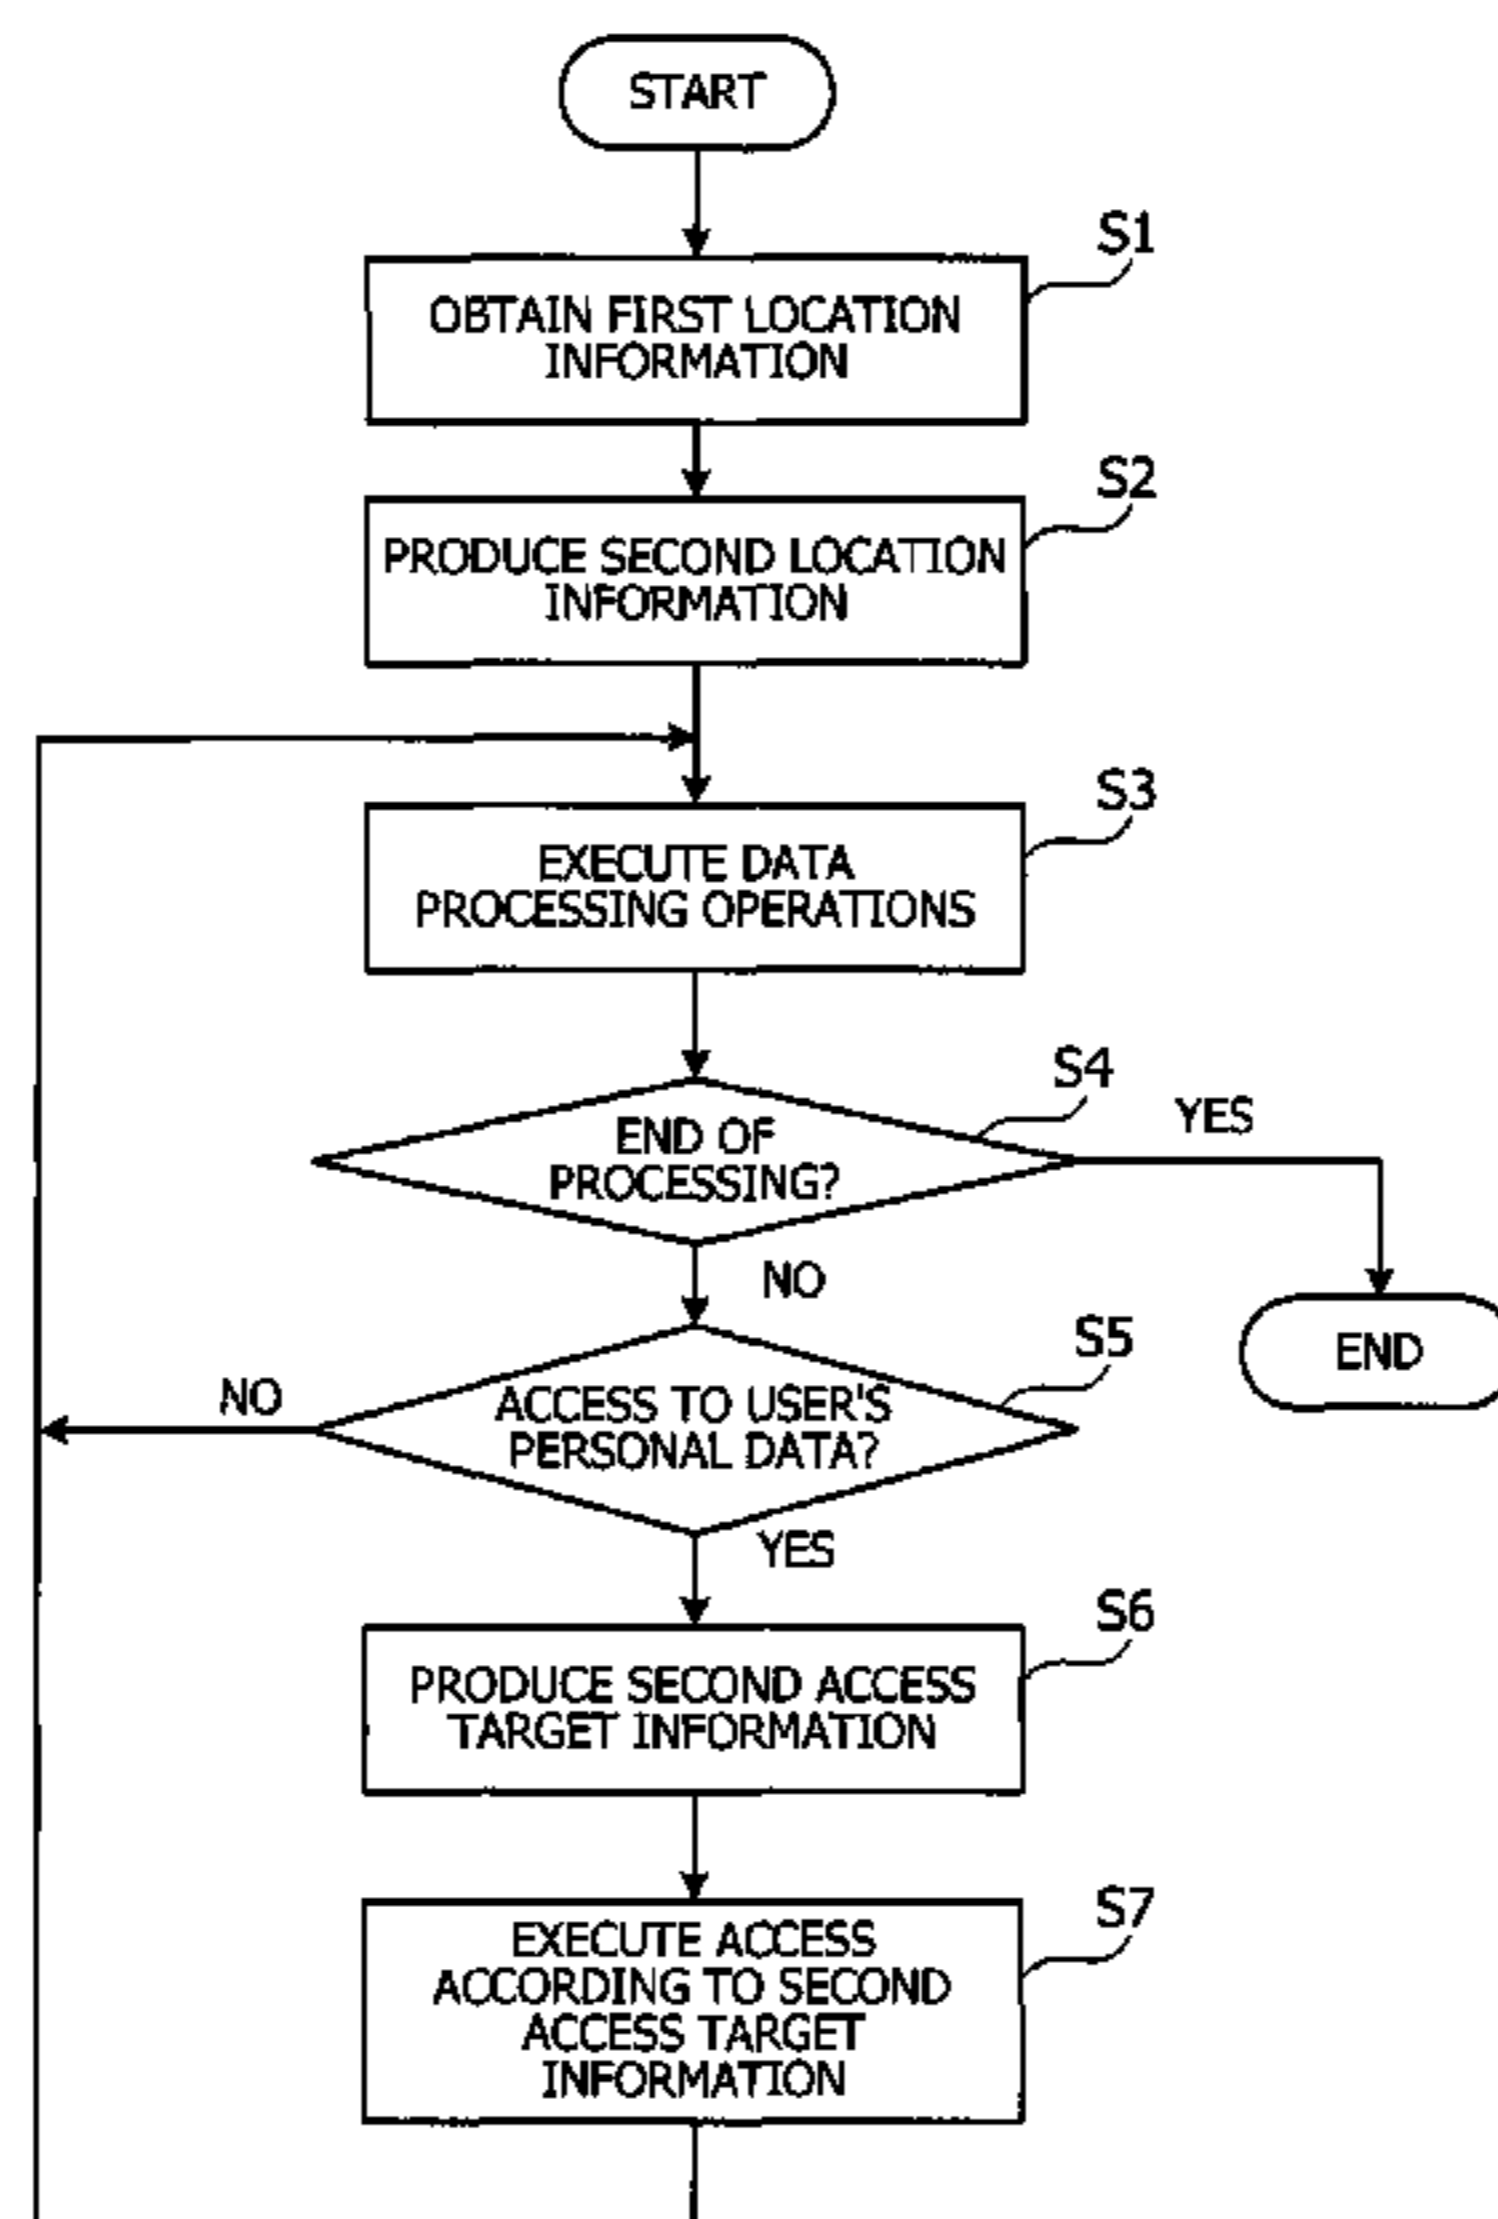 START
S1
OBTAIN FIRST LOCATION
INFORMATION
S2
PRODUCE SECOND LOCATION
INFORMATION
S3
EXECUTE DATA
PROCESSING OPERATIONS
S4
YES
END OF
PROCESSING?
NO
S5
END
NO
ACCESS TO USER'S
PERSONAL DATA?
YES
S6
PRODUCE SECOND ACCESS
TARGET INFORMATION
S7
EXECUTE ACCESS
ACCORDING TO SECOND
ACCESS TARGET
INFORMATION